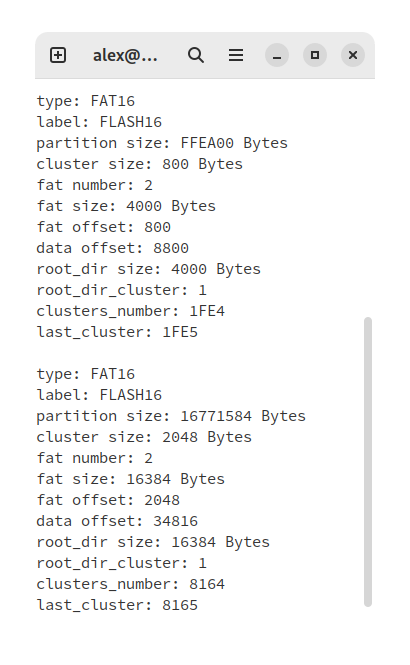 alex@...
type: FAT16
label: FLASH16
partition size: FFEA00 Bytes
cluster size: 800 Bytes
fat number: 2
fat size: 4000 Bytes
fat offset: 800
data offset: 8800
root_dir size: 4000 Bytes
root_dir_cluster: 1
clusters_number: 1FE4
last_cluster: 1FE5
type: FAT16
label: FLASH16
partition size: 16771584 Bytes
cluster size: 2048 Bytes
fat number: 2
fat size: 16384 Bytes
fat offset: 2048
data offset: 34816
root_dir size: 16384 Bytes
root_dir_cluster: 1
clusters_number: 8164
last_cluster: 8165